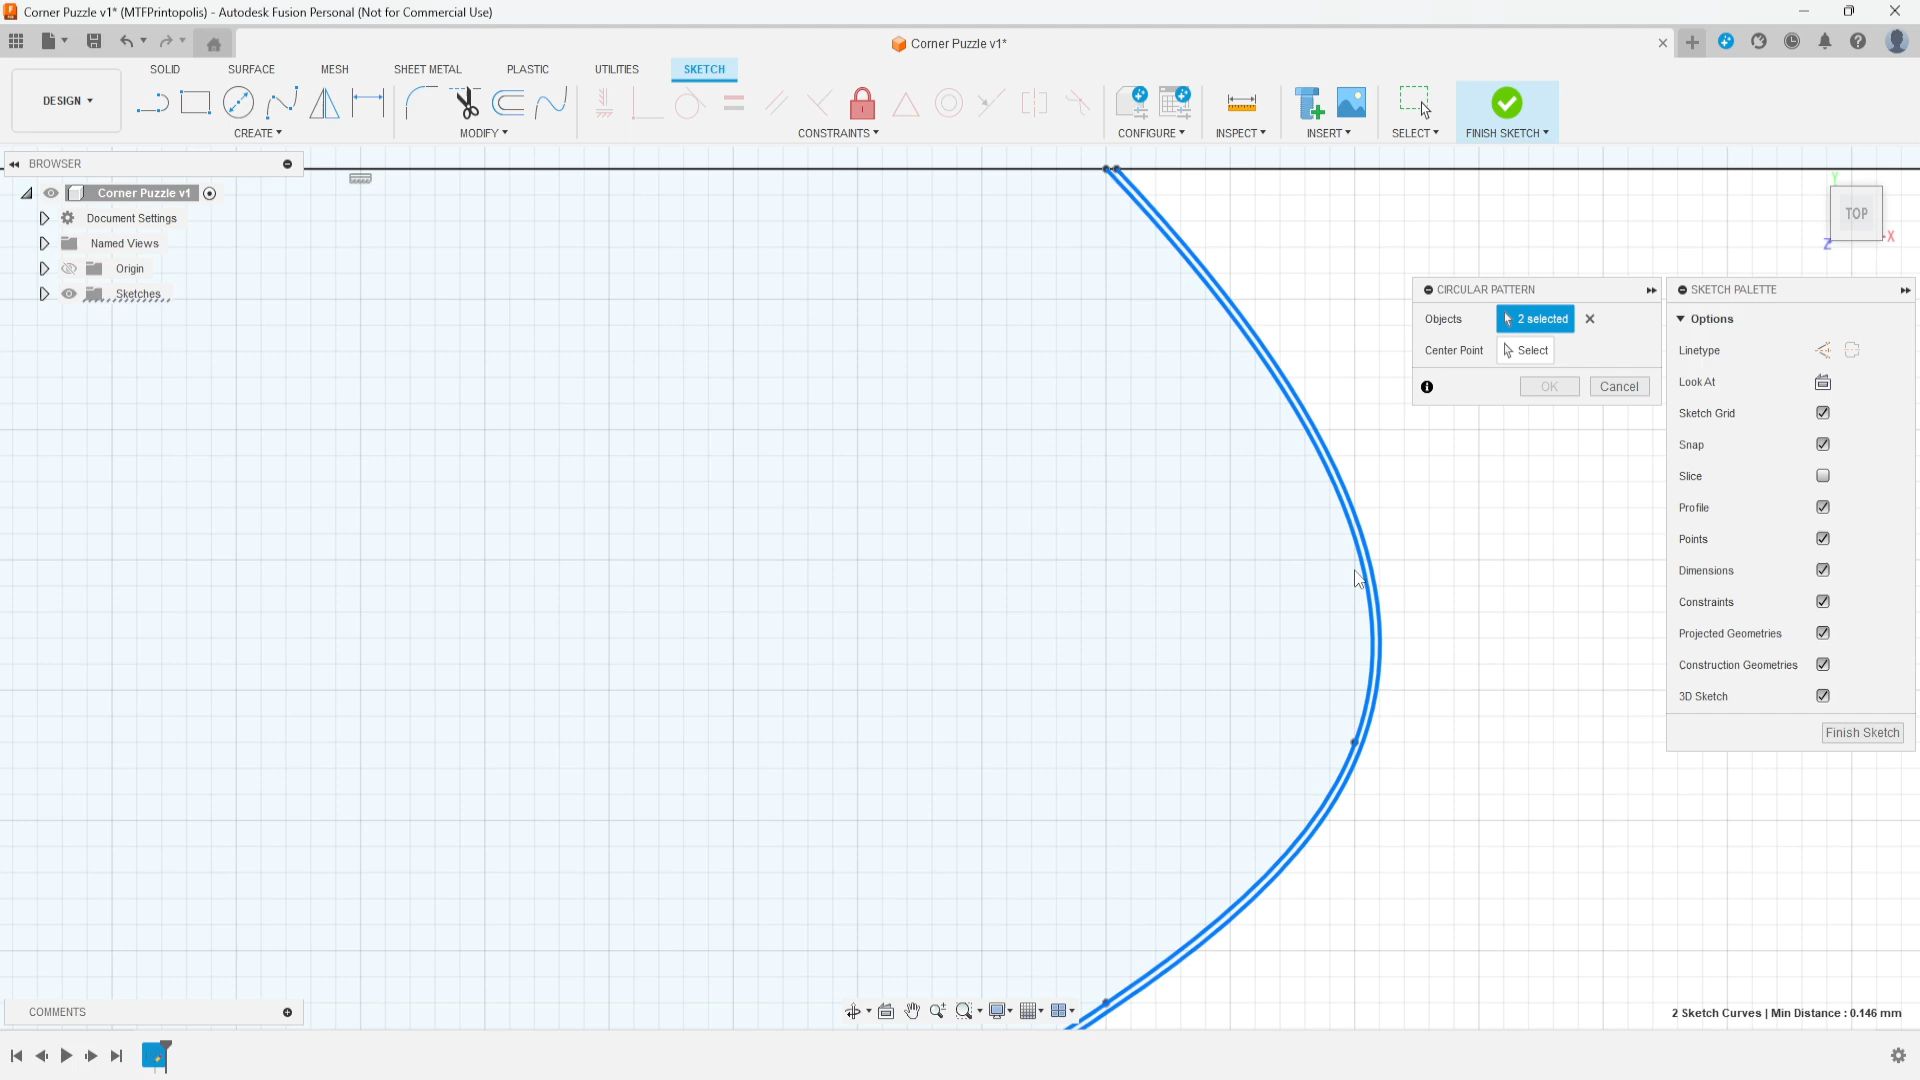 Corner Puzzle v1* (MTFPrintopolis) - Autodesk Fusion Personal (Not for Commercial Use)
Corner Puzzle v1*
SOLID SURFACE MESH SHEET METAL PLASTIC UTILITIES SKETCH
DESIGN
CREATE MODIFY CONSTRAINTS CONFIGURE INSPECT INSERT SELECT FINISH SKETCH
BROWSER
Corner Puzzle v1
Document Settings
Named Views
Origin
Sketches
Y
TOP
Z
X
CIRCULAR PATTERN
Objects 2 selected
Center Point Select
OK Cancel
SKETCH PALETTE
Options
Linetype
Look At
Sketch Grid
Snap
Slice
Profile
Points
Dimensions
Constraints
Projected Geometries
Construction Geometries
3D Sketch
Finish Sketch
COMMENTS
2 Sketch Curves | Min Distance : 0.146 mm